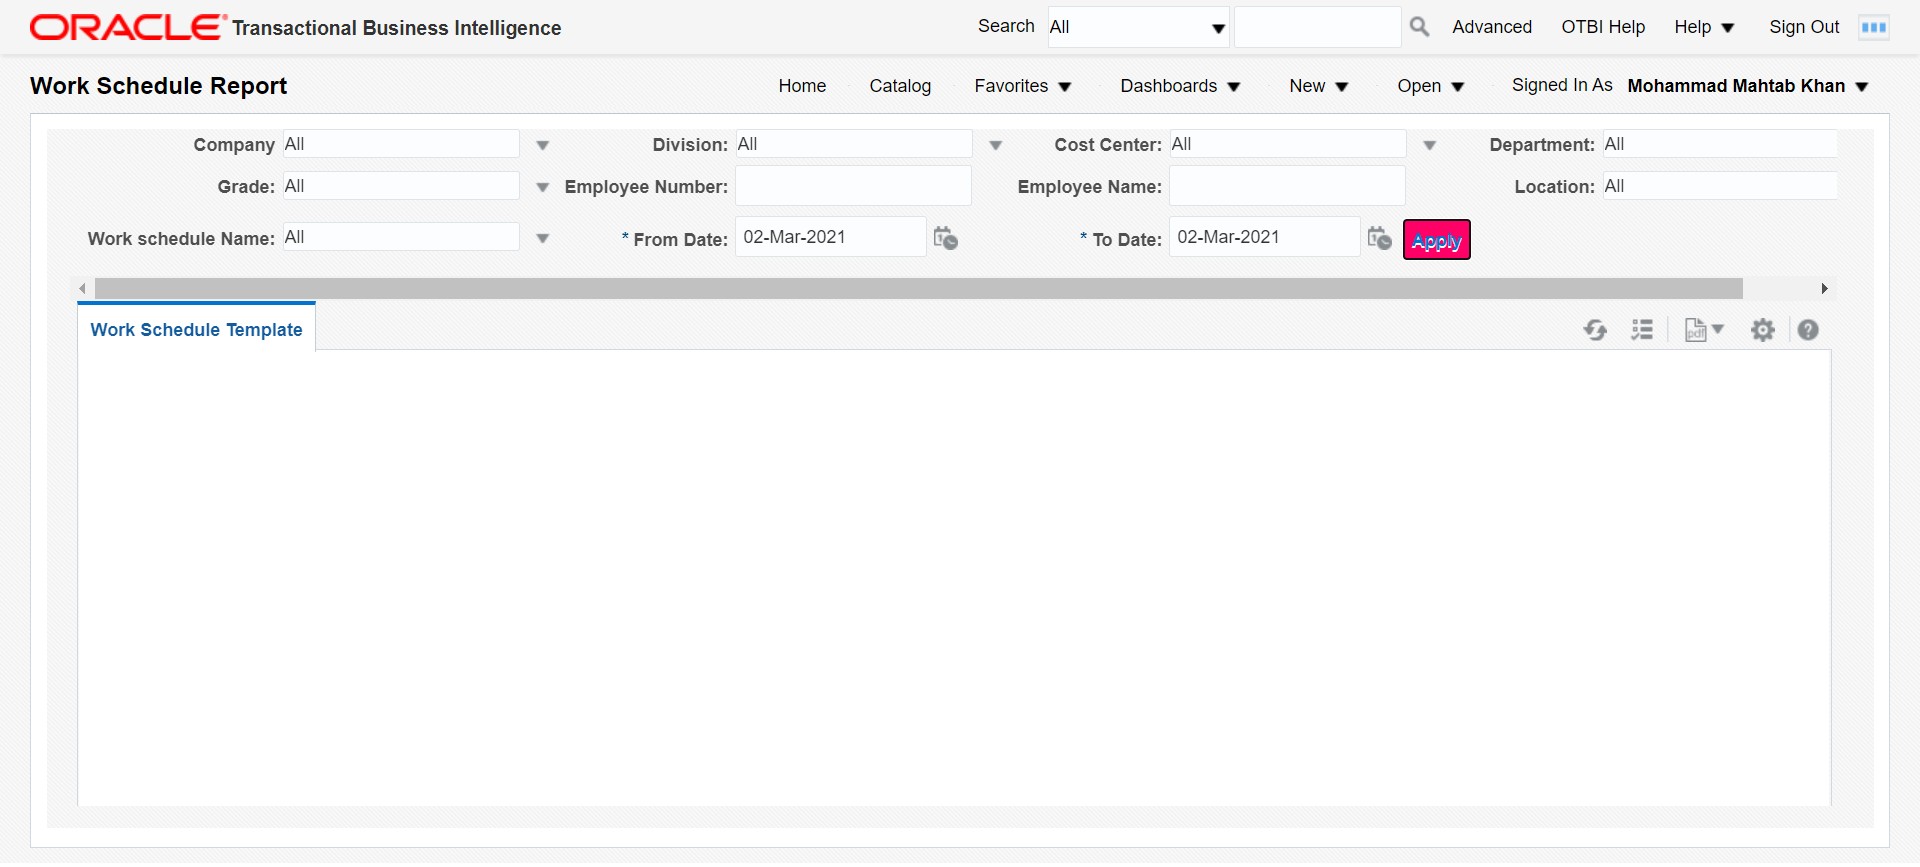 ORACLE Transactional Business Intelligence Search All Advanced OTBI Help Help Sign Out
Work Schedule Report Home Catalog Favorites Dashboards New Open Signed In As Mohammad Mahtab Khan
Company All Division: All Cost Center: All Department: All
Grade: All Employee Number: Employee Name: Location: All
Work schedule Name: All * From Date: 02-Mar-2021 * To Date: 02-Mar-2021 Apply
Work Schedule Template pdf